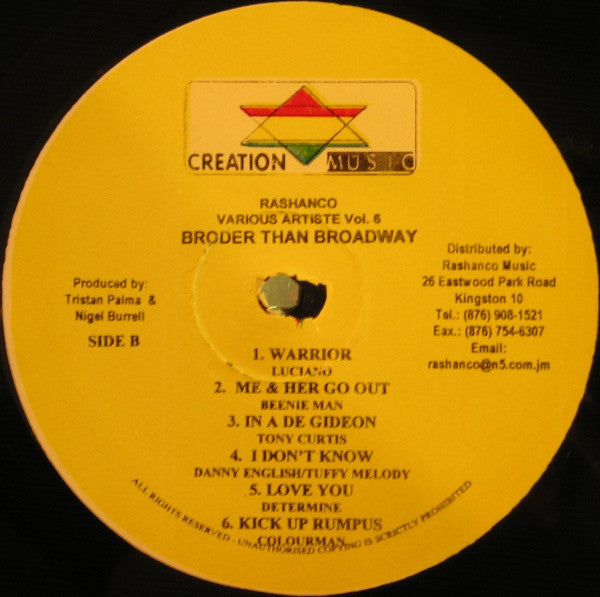 CREATION MUSIC
RASHANCO
VARIOUS ARTISTE Vol. 6
BRODER THAN BROADWAY
Produced by:
Tristan Palma &
Nigel Burrell
SIDE B
Distributed by:
Rashanco Music
26 Eastwood Park Road
Kingston 10
Tel.: (876) 908-1521
Eax.: (876) 754-6307
Email:
rashanco@n5.com.jm
1. WARRIOR
LUCIANO
2. ME & HER GO OUT
BEENIE MAN
3. IN A DE GIDEON
TONY CURTIS
4. I DON'T KNOW
DANNY ENGLISH/TUFFY MELODY
5. LOVE YOU
DETERMINE
6. KICK UP RUMPUS
COLOURMAN
ALL RIGHTS RESERVED - UNAUTHORISED COPYING IS SCRICTLY PROHIBITED